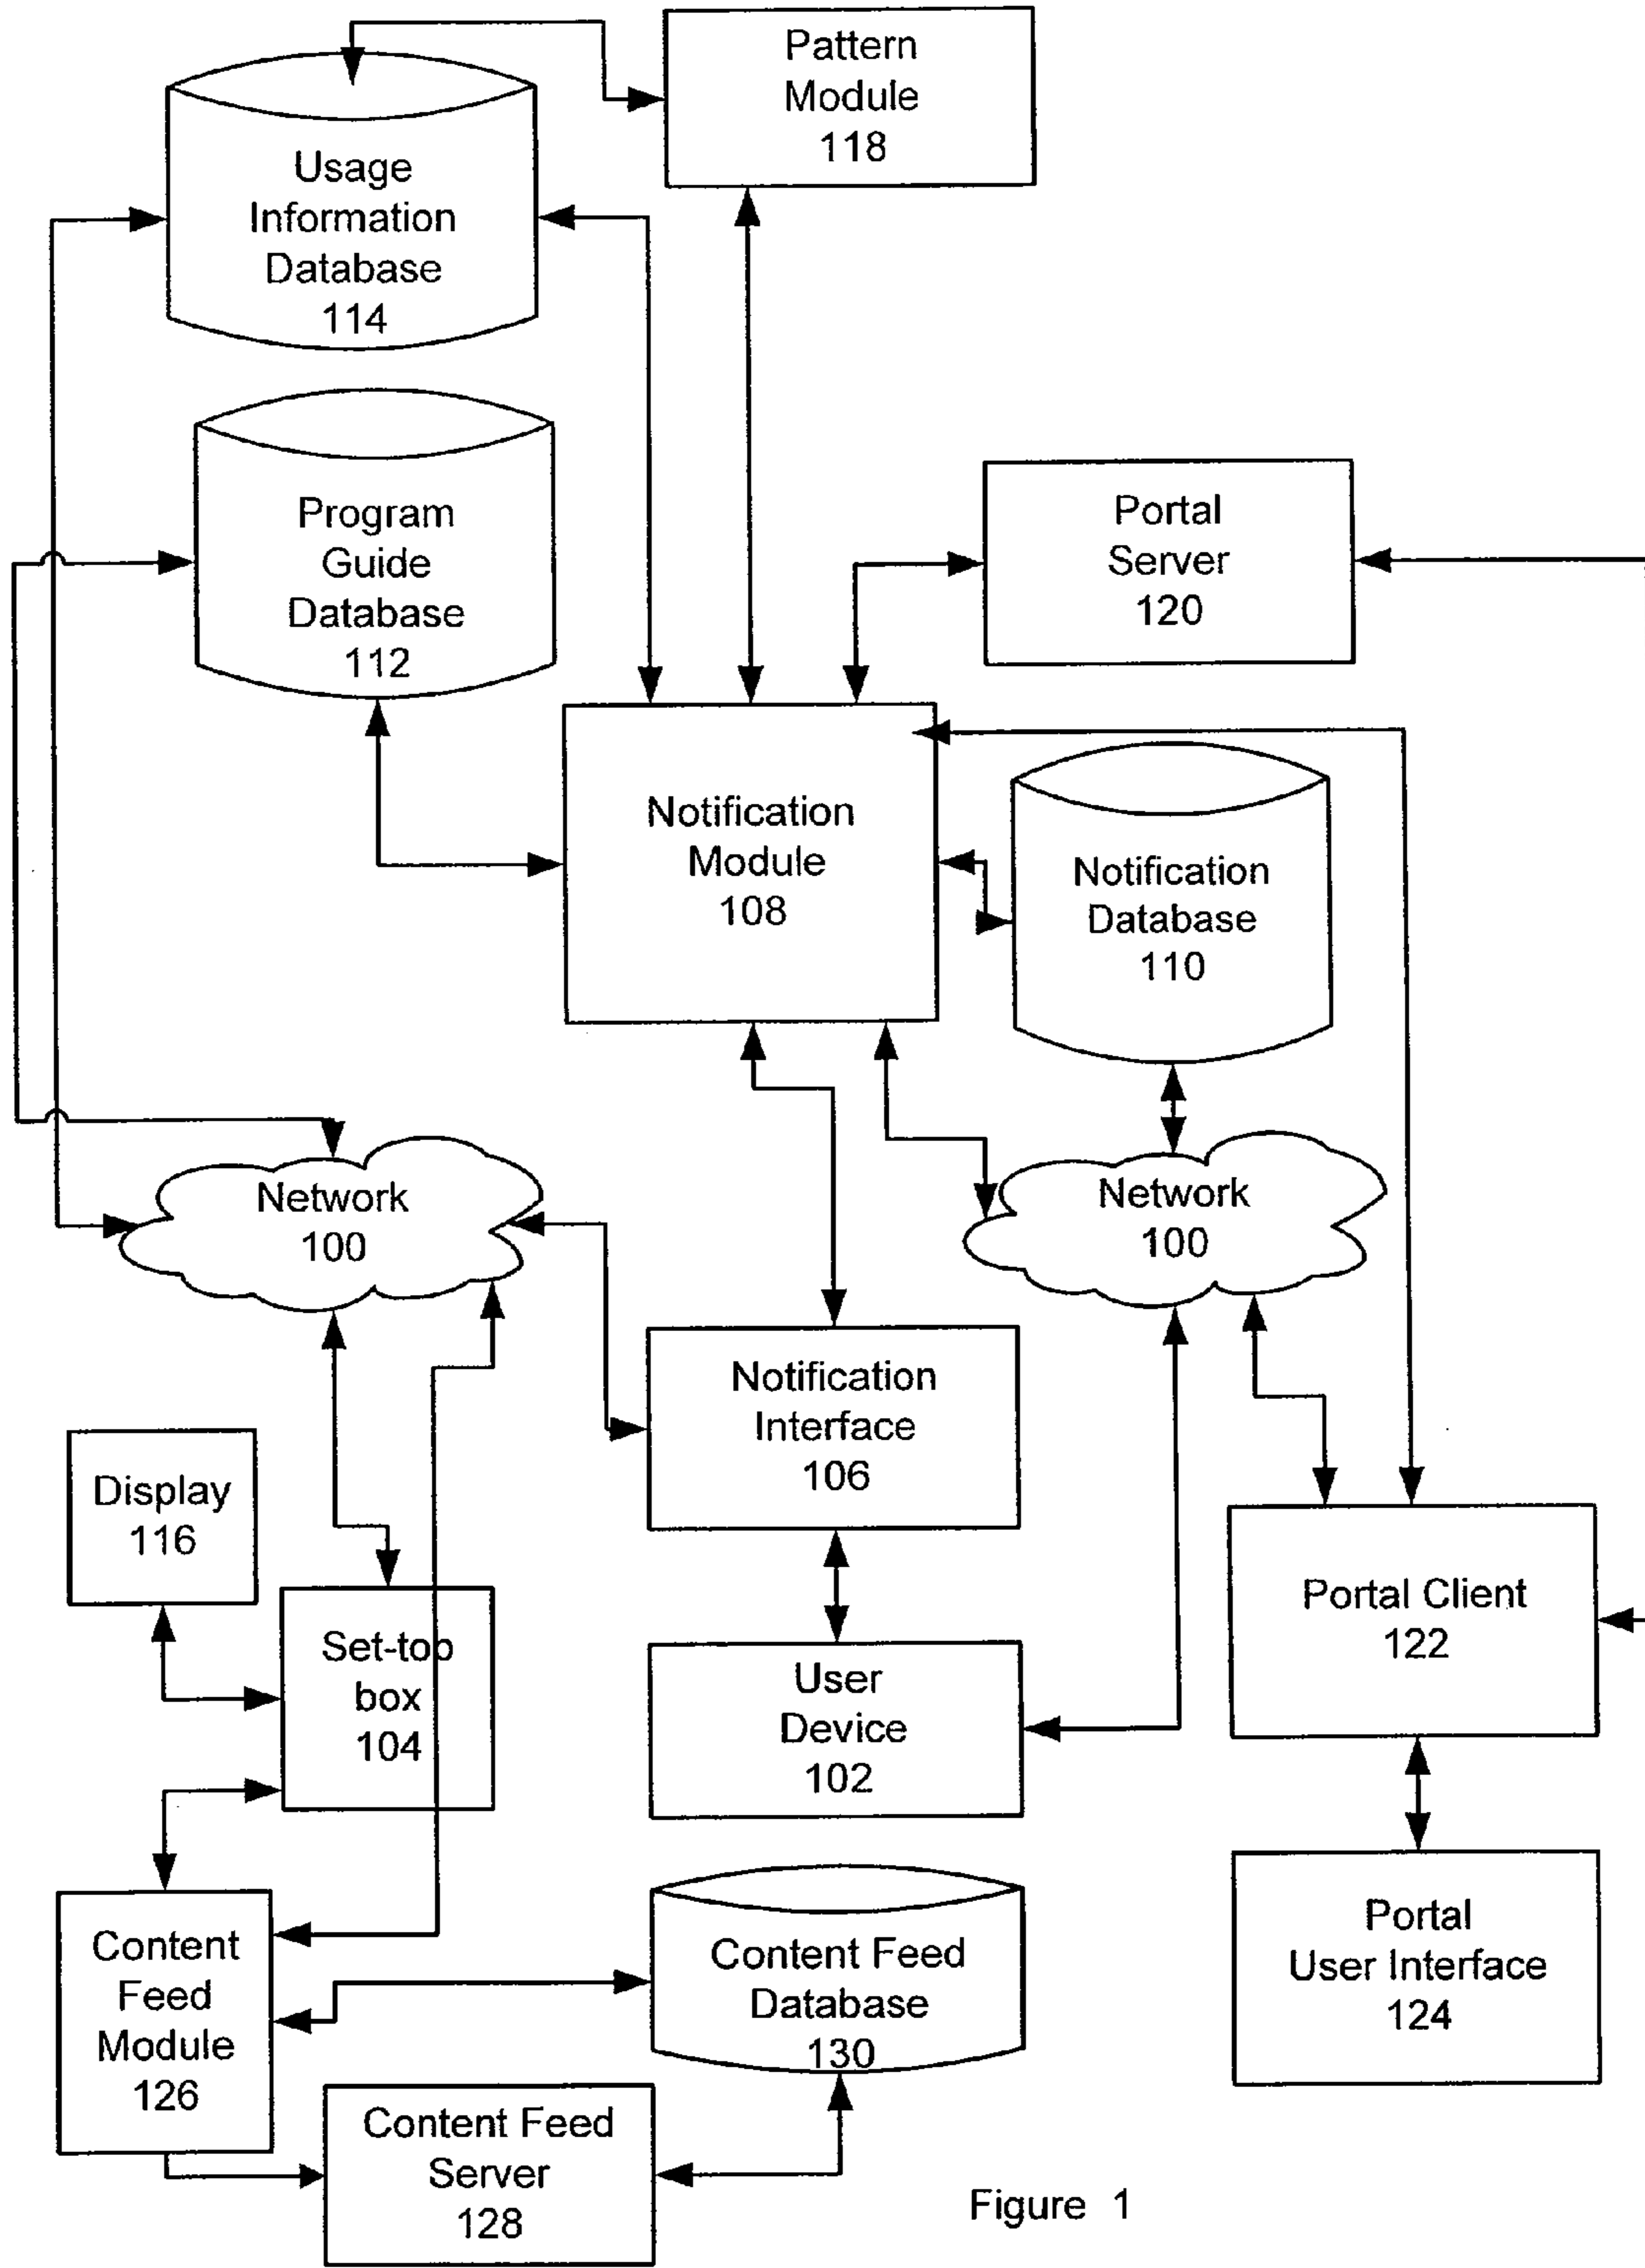 Pattern
Module
118
Usage
Information
Database
114
Program
Guide
Database
112
Portal
Server
120
Notification
Module
108
Notification
Database
110
Network
100
Network
100
Notification
Interface
106
Display
116
Set-top
box
104
User
Device
102
Portal Client
122
Content
Feed
Module
126
Content Feed
Database
130
Portal
User Interface
124
Content Feed
Server
128
Figure 1